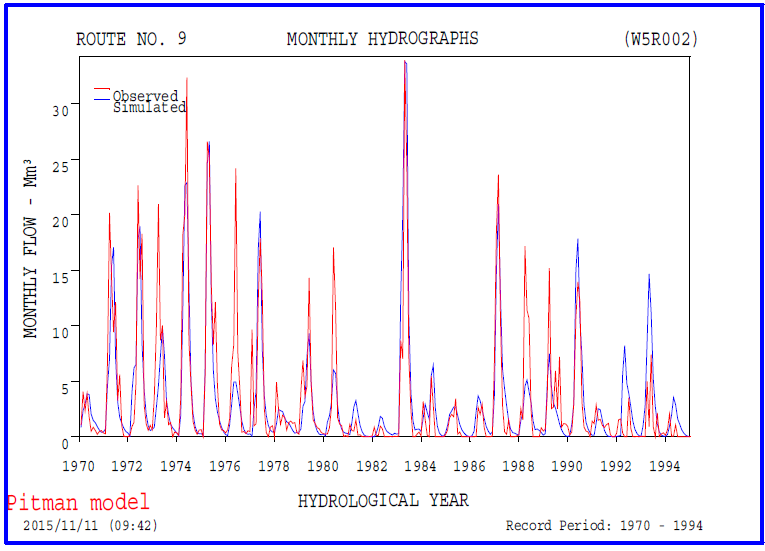 ROUTE NO. 9 MONTHLY HYDROGRAPHS (W5R002)
Observed
Simulated
30
25
20
15
10
5
0
MONTHLY FLOW - Mm³
1970 1972 1974 1976 1978 1980 1982 1984 1986 1988 1990 1992 1994
HYDROLOGICAL YEAR
Pitman model
2015/11/11 (09:42) Record Period: 1970 - 1994